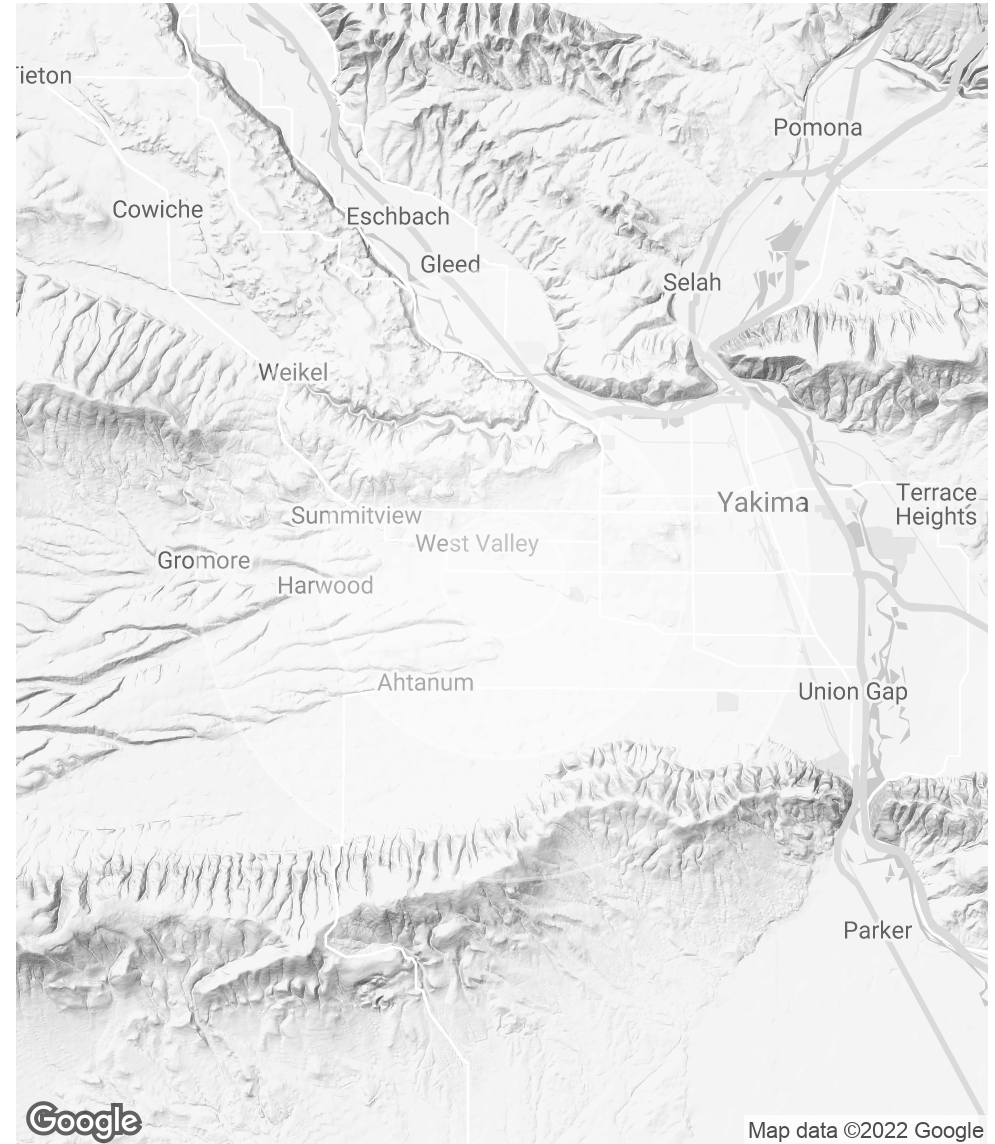 ieton
Pomona
Cowiche
Eschbach
Gleed
Selah
Weikel
Yakima
Terrace
Heights
Summitview
West Valley
Gromore
Harwood
Ahtanum
Union Gap
Parker
Google
Map data ©2022 Google